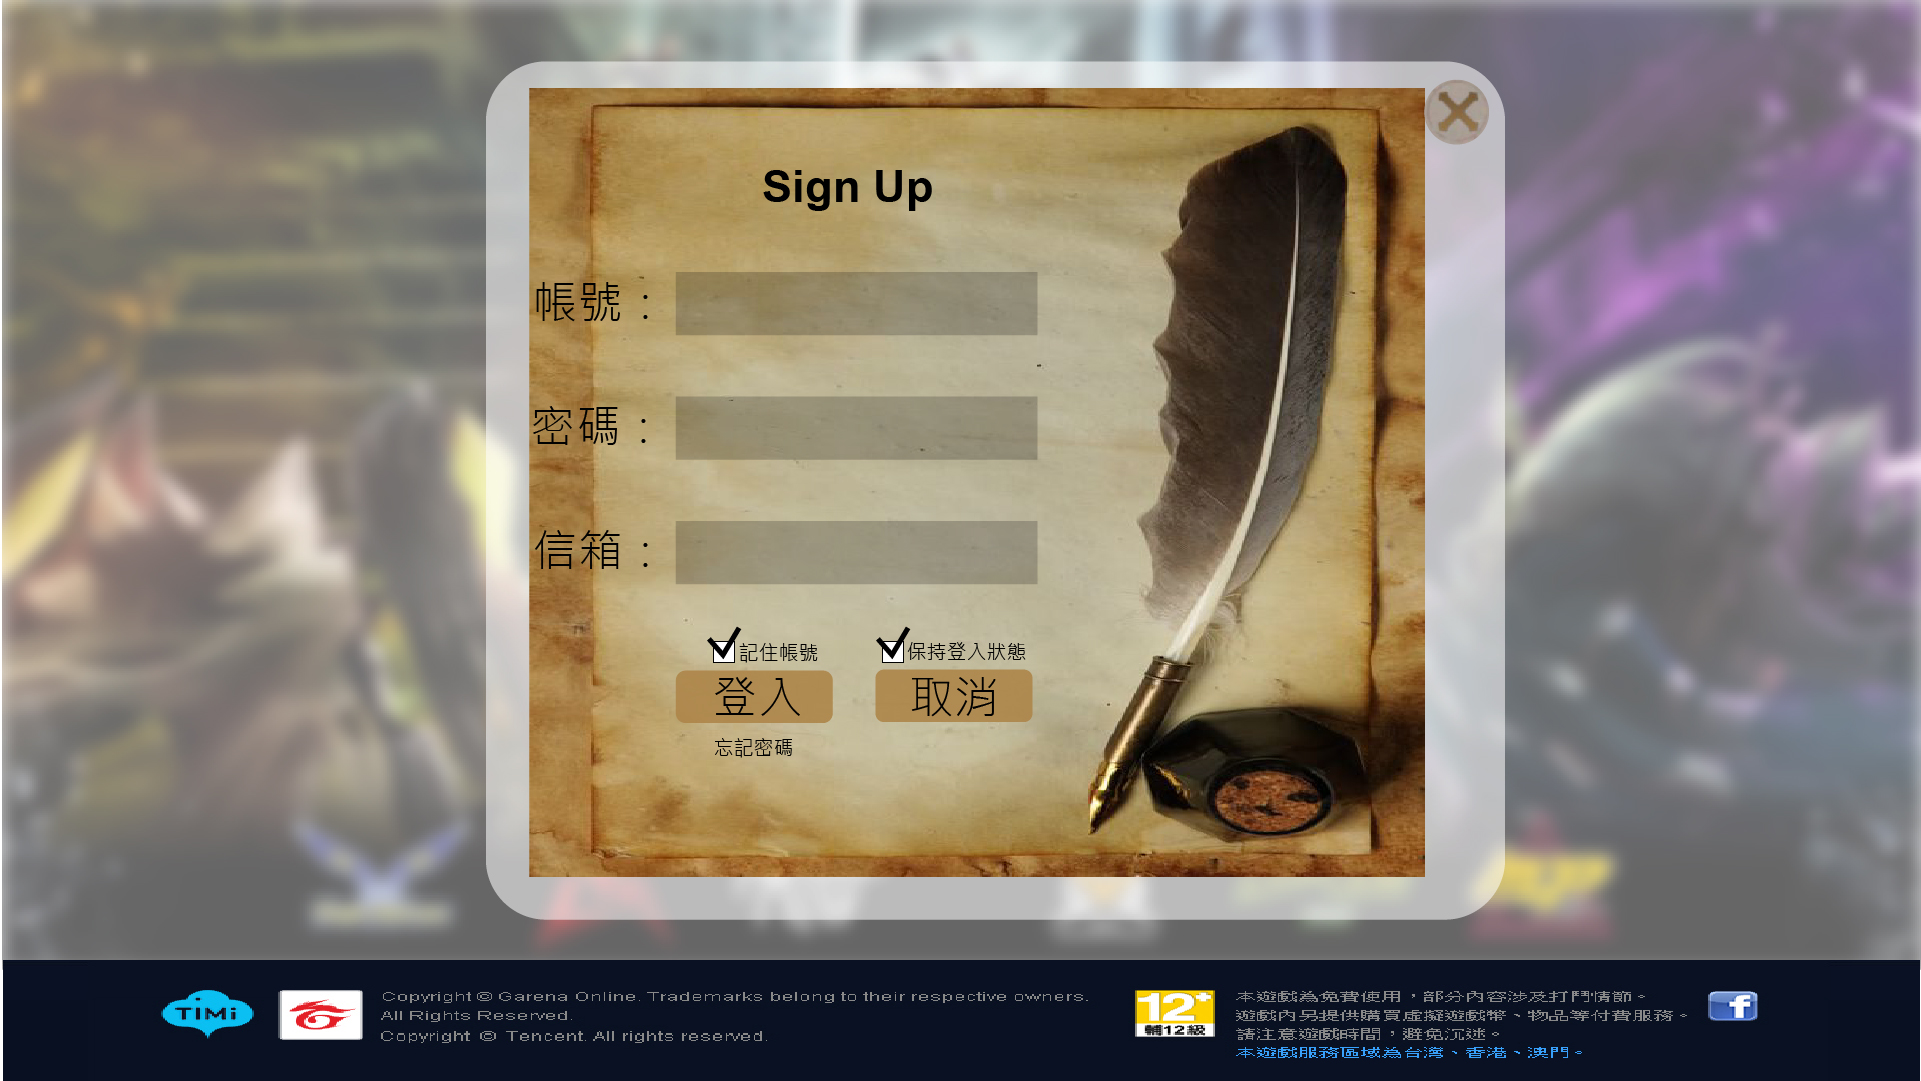 Sign Up
帳號：
密碼：
信箱：
記住帳號 保持登入狀態
登入 取消
忘記密碼
TiMi
Copyright © Garena Online. Trademarks belong to their respective owners.
All Rights Reserved.
Copyright © Tencent. All rights reserved.
12+
輔12級
本遊戲為免費使用，部分內容涉及打鬥情節。
遊戲內另提供購買虛擬遊戲幣、物品等付費服務。
請注意遊戲時間，避免沉迷。
本遊戲服務區域為台灣、香港、澳門。
f